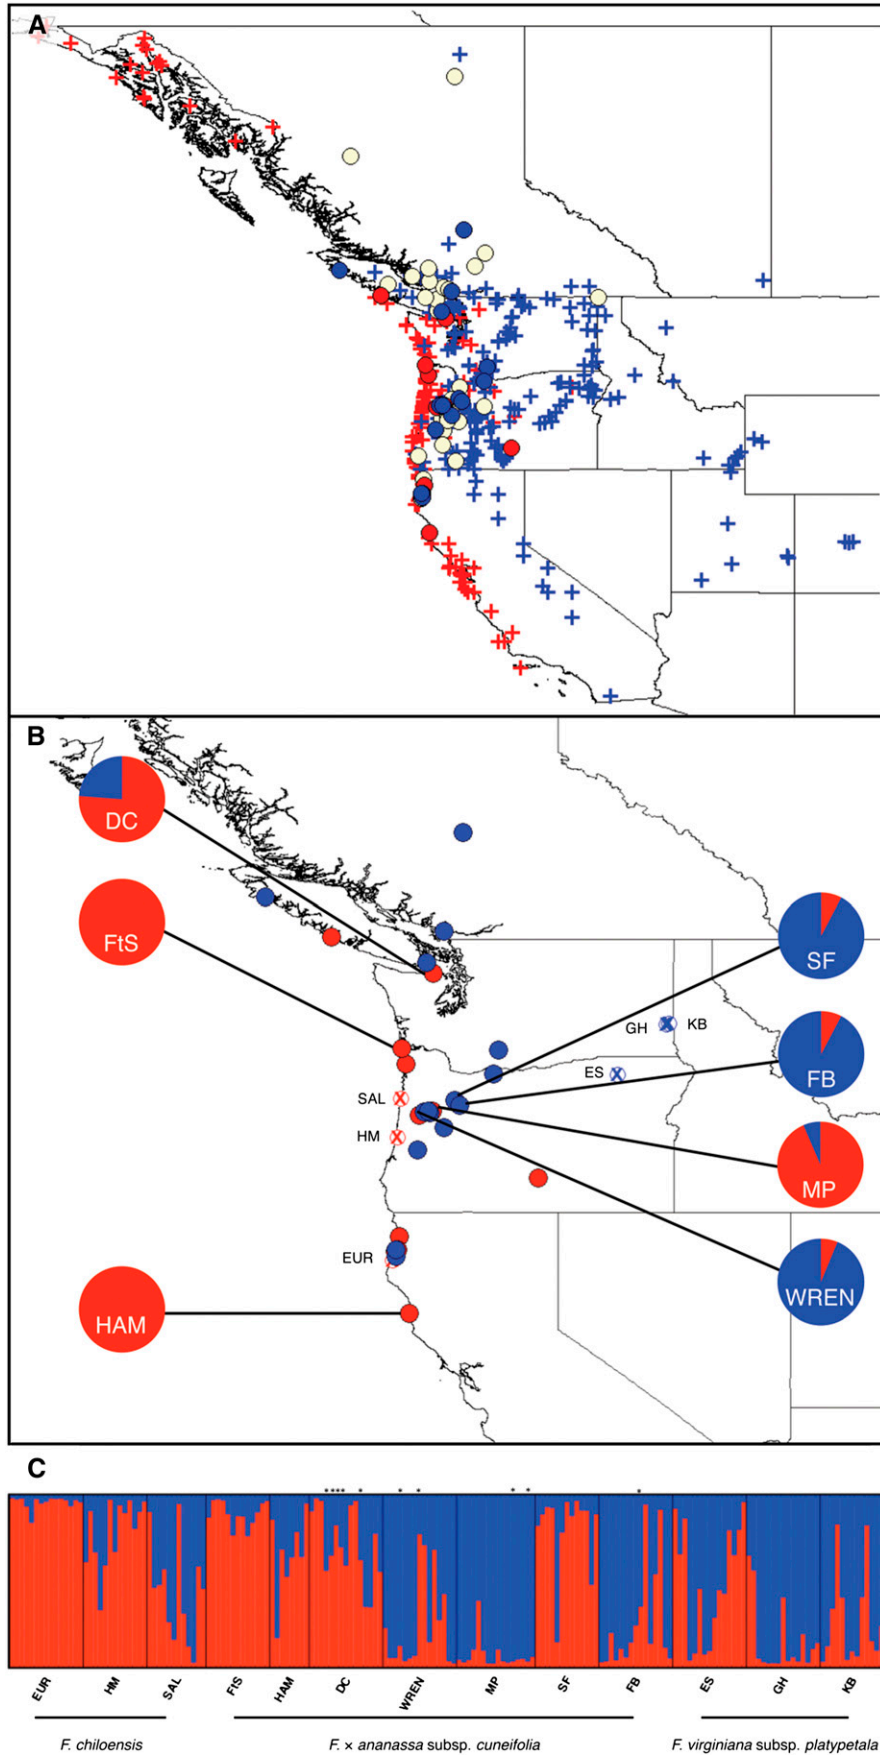 A
B
DC
FtS
SF
GH KB
ES
FB
SAL
HM
MP
EUR
WREN
HAM
C
* **** * * * * * *
EUR HM SAL FtS HAM DC WREN MP SF FB ES GH KB
F. chiloensis F. × ananassa subsp. cuneifolia F. virginiana subsp. platypetala